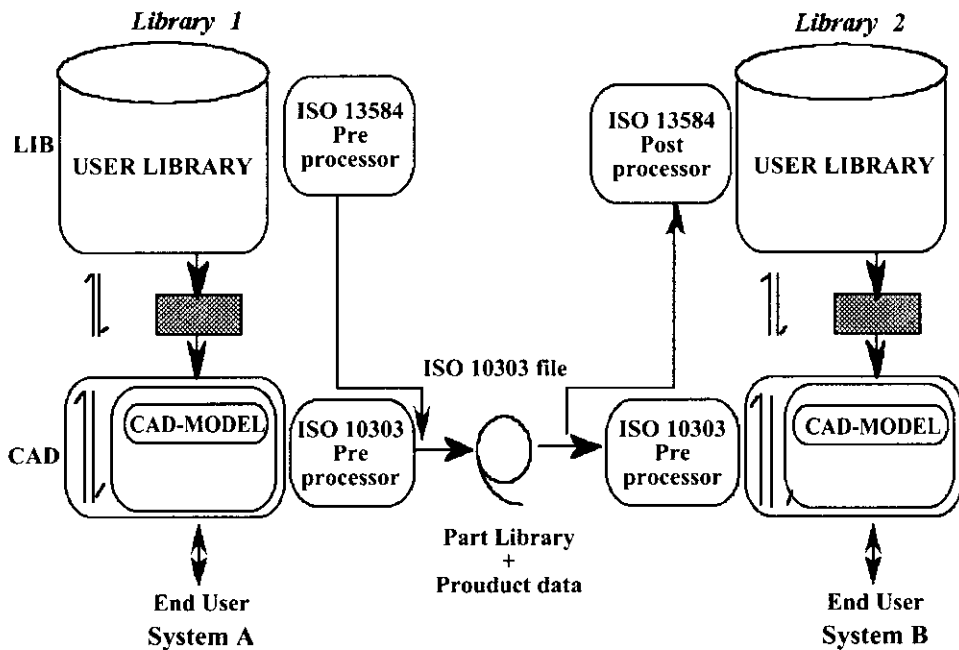 Library 1
Library 2
LIB
USER LIBRARY
ISO 13584
Pre
processor
ISO 13584
Post
processor
USER LIBRARY
ISO 10303 file
CAD
CAD-MODEL
ISO 10303
Pre
processor
ISO 10303
Pre
processor
CAD-MODEL
Part Library
+
Prouduct data
End User
System A
End User
System B